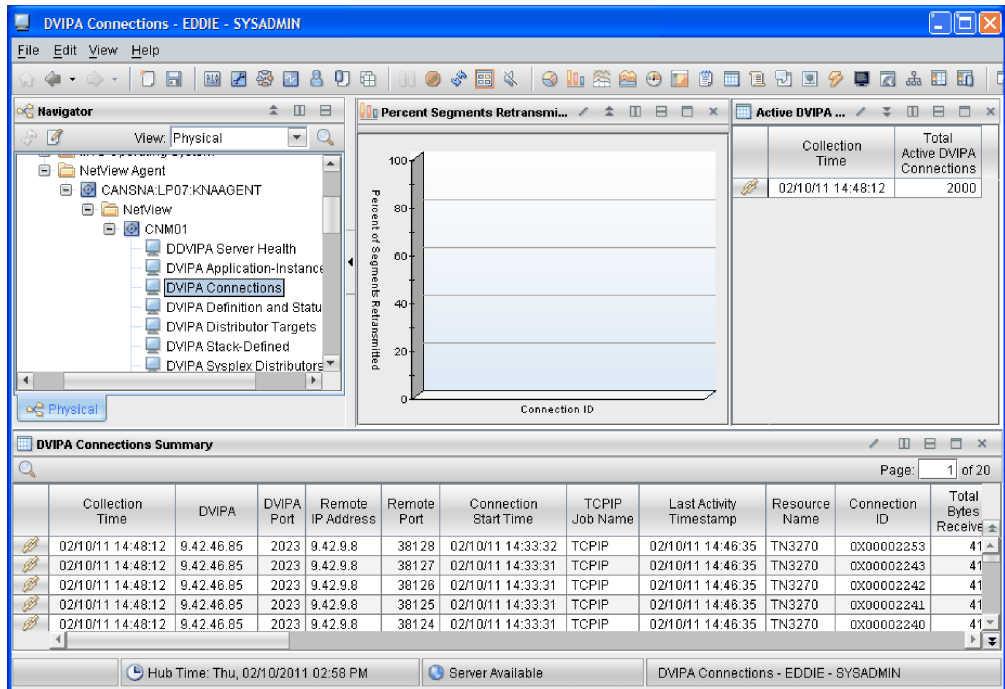 DVIPA Connections - EDDIE - SYSADMIN
File Edit View Help
Navigator
View: Physical
NetView Agent
CANSNA:LP07:KNAAGENT
NetView
CNM01
DDVIPA Server Health
DVIPA Application-Instance
DVIPA Connections
DVIPA Definition and Statu
DVIPA Distributor Targets
DVIPA Stack-Defined
DVIPA Sysplex Distributors
Physical
Percent Segments Retransmi...
Percent of Segments Retransmitted
100
80
60
40
20
0
Connection ID
Active DVIPA ...
Collection Time Total Active DVIPA Connections
02/10/11 14:48:12 2000
DVIPA Connections Summary
Page: 1 of 20
Collection Time DVIPA DVIPA Port Remote IP Address Remote Port Connection Start Time TCPIP Job Name Last Activity Timestamp Resource Name Connection ID Total Bytes Receive
02/10/11 14:48:12 9.42.46.85 2023 9.42.9.8 38128 02/10/11 14:33:32 TCPIP 02/10/11 14:46:35 TN3270 0X00002253 41
02/10/11 14:48:12 9.42.46.85 2023 9.42.9.8 38127 02/10/11 14:33:31 TCPIP 02/10/11 14:46:35 TN3270 0X00002243 41
02/10/11 14:48:12 9.42.46.85 2023 9.42.9.8 38126 02/10/11 14:33:31 TCPIP 02/10/11 14:46:35 TN3270 0X00002242 41
02/10/11 14:48:12 9.42.46.85 2023 9.42.9.8 38125 02/10/11 14:33:31 TCPIP 02/10/11 14:46:35 TN3270 0X00002241 41
02/10/11 14:48:12 9.42.46.85 2023 9.42.9.8 38124 02/10/11 14:33:31 TCPIP 02/10/11 14:46:35 TN3270 0X00002240 41
Hub Time: Thu, 02/10/2011 02:58 PM Server Available DVIPA Connections - EDDIE - SYSADMIN